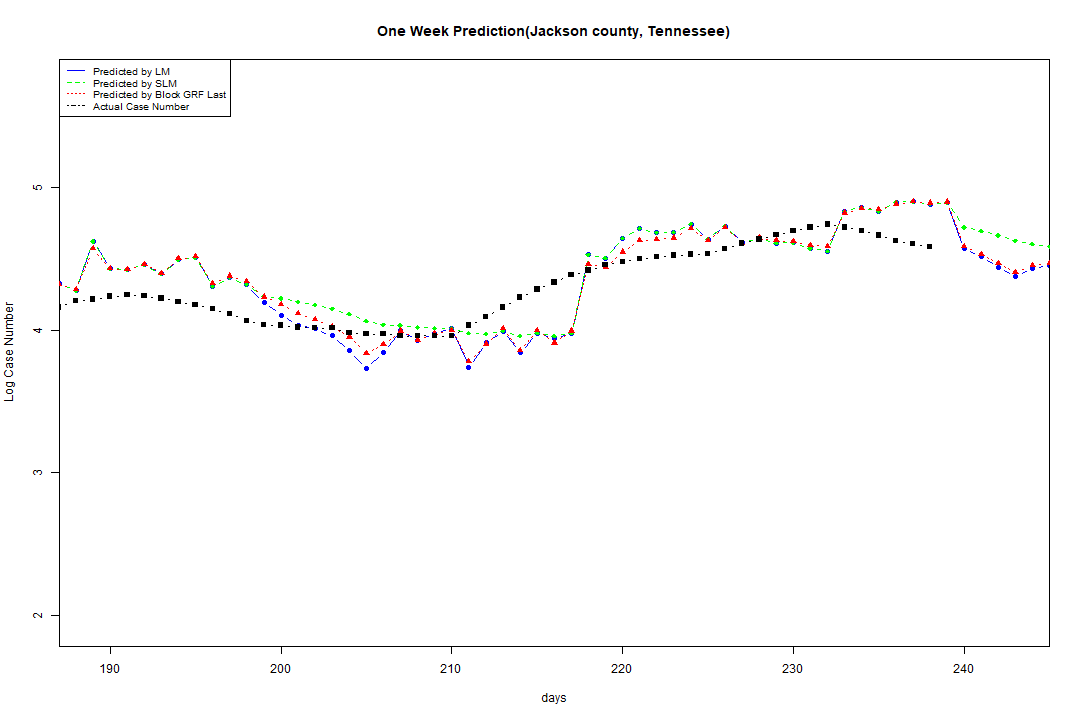 One Week Prediction(Jackson county, Tennessee)
Predicted by LM
Predicted by SLM
Predicted by Block GRF Last
Actual Case Number
5
4
3
2
Log Case Number
190 200 210 220 230 240
days